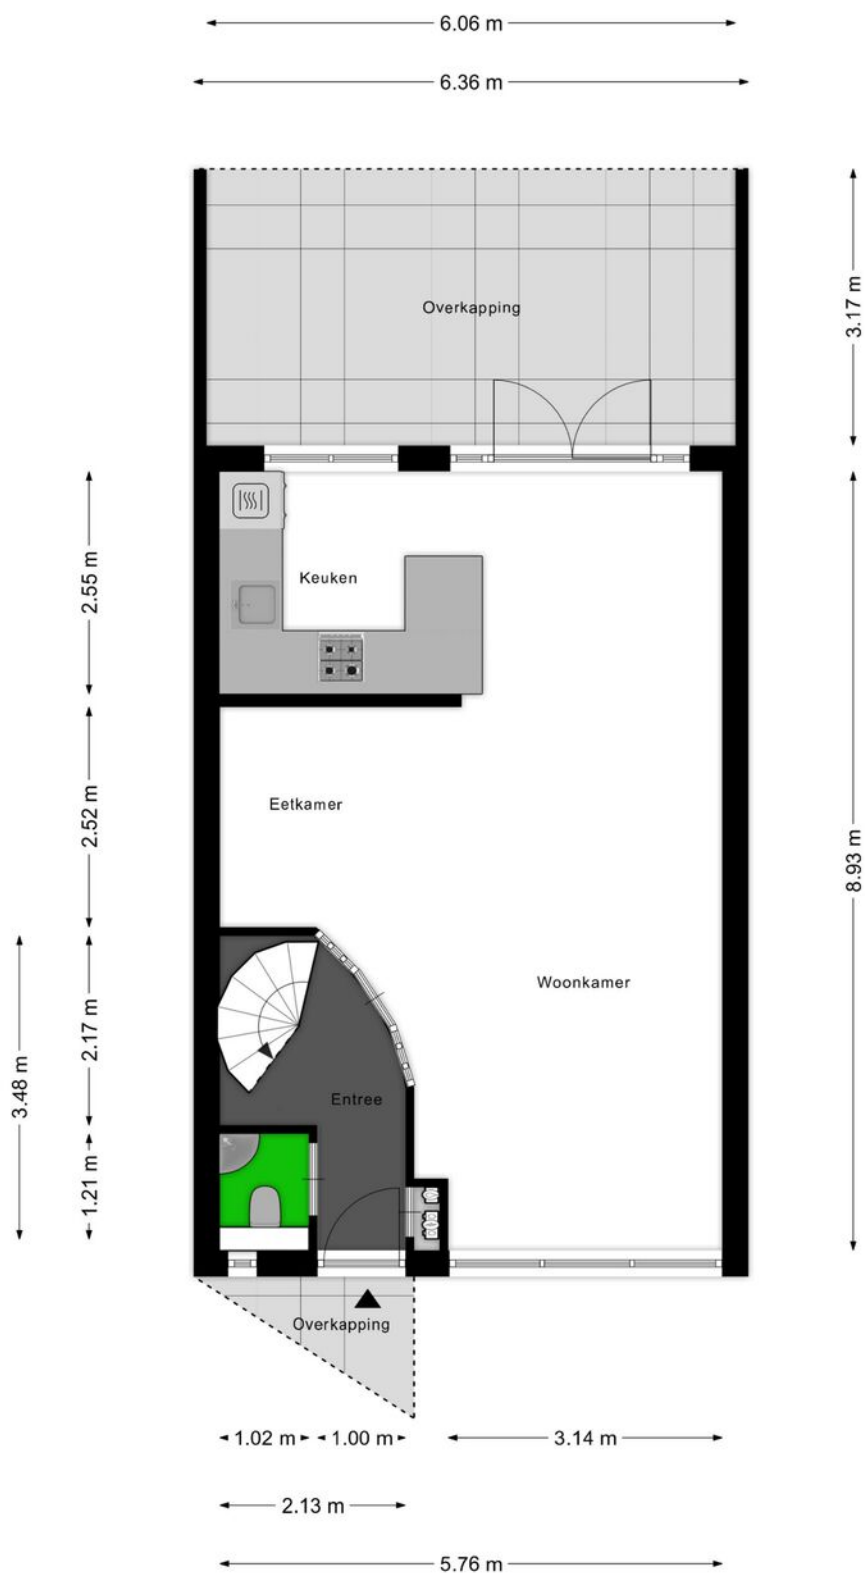 6.06 m
6.36 m
3.17 m
Overkapping
2.55 m
Keuken
2.52 m
Eetkamer
8.93 m
Woonkamer
2.17 m
3.48 m
Entree
1.21 m
Overkapping
1.02 m
1.00 m
3.14 m
2.13 m
5.76 m